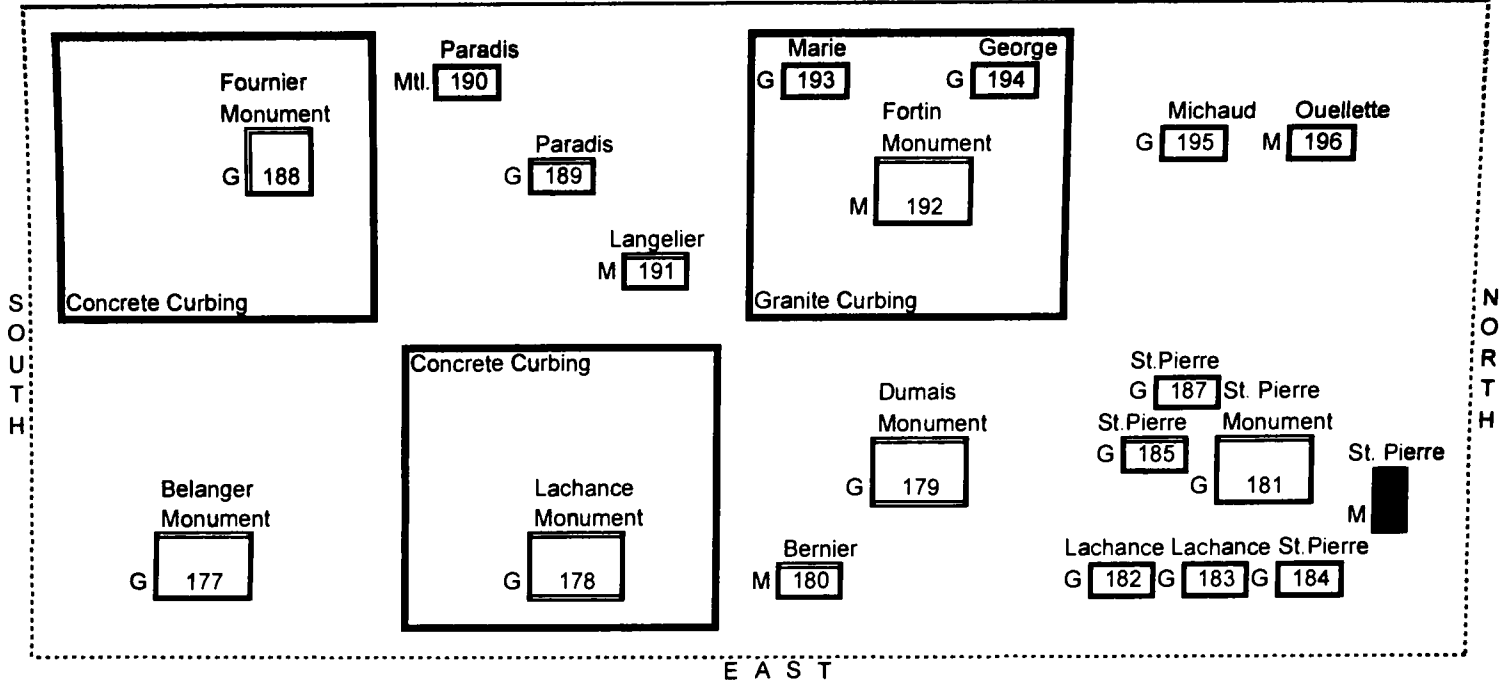 Paradis
Mtl. 190
Fournier
Monument
G 188
Paradis
G 189
Langelier
M 191
Concrete Curbing
Marie
G 193
George
G 194
Fortin
Monument
M 192
Granite Curbing
Michaud
G 195
Ouellette
M 196
SOUTH
NORTH
Concrete Curbing
Lachance
Monument
G 178
Belanger
Monument
G 177
Dumais
Monument
G 179
Bernier
M 180
St.Pierre
G 187
St. Pierre
Monument
G 181
St.Pierre
G 185
St. Pierre
M
Lachance Lachance St.Pierre
G 182 G 183 G 184
EAST